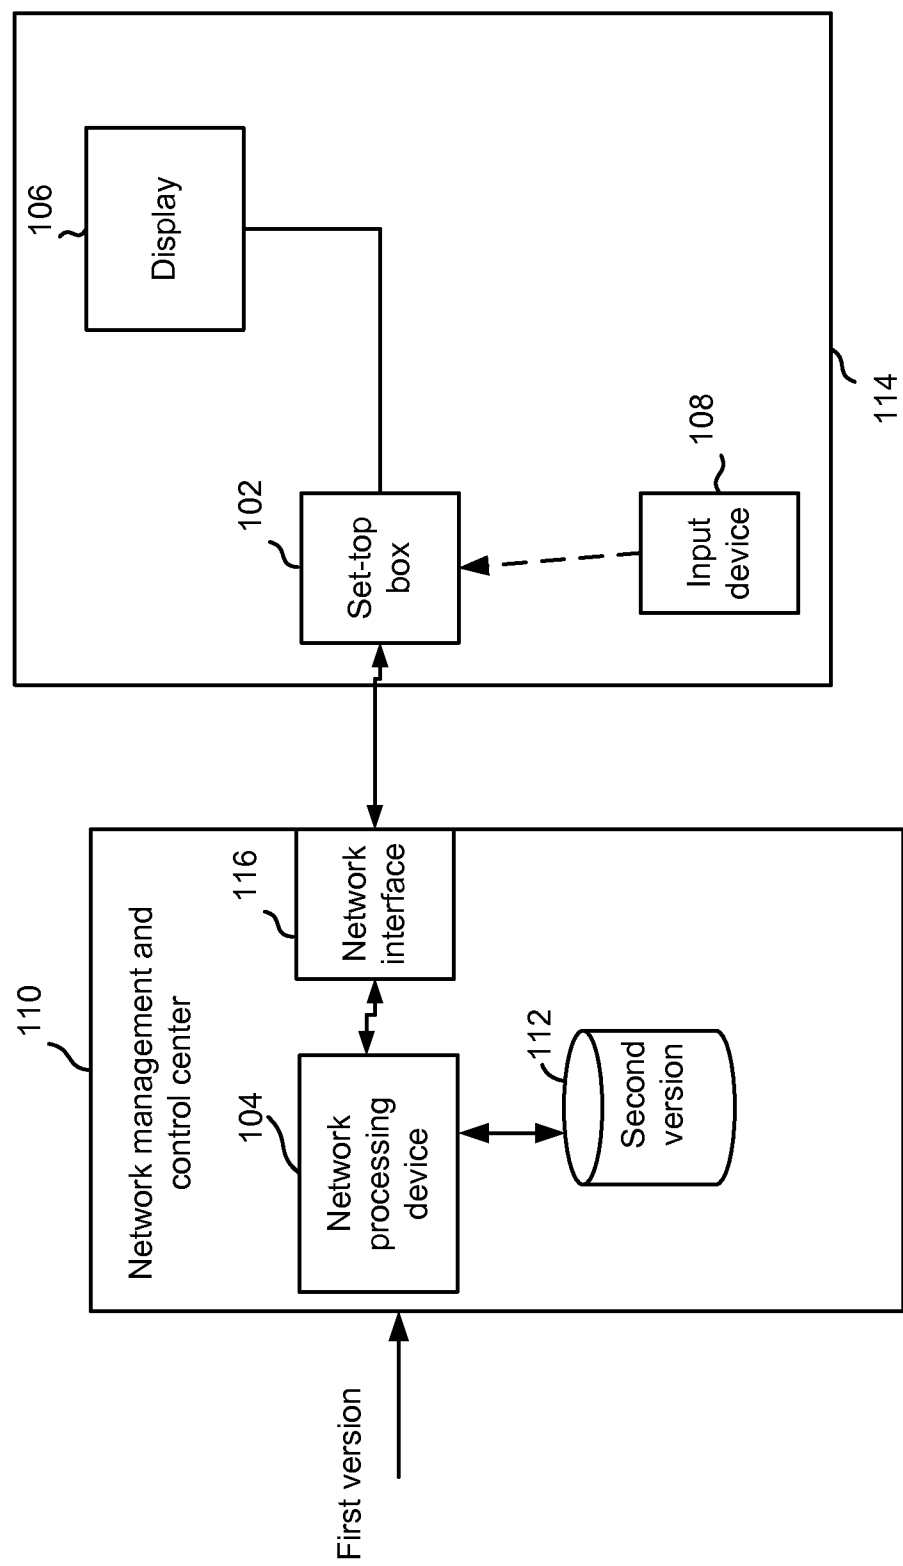 110
Network management and
control center
First version
104
Network
processing
device
116
Network
interface
112
Second
version
102
Set-top
box
106
Display
108
Input
device
114